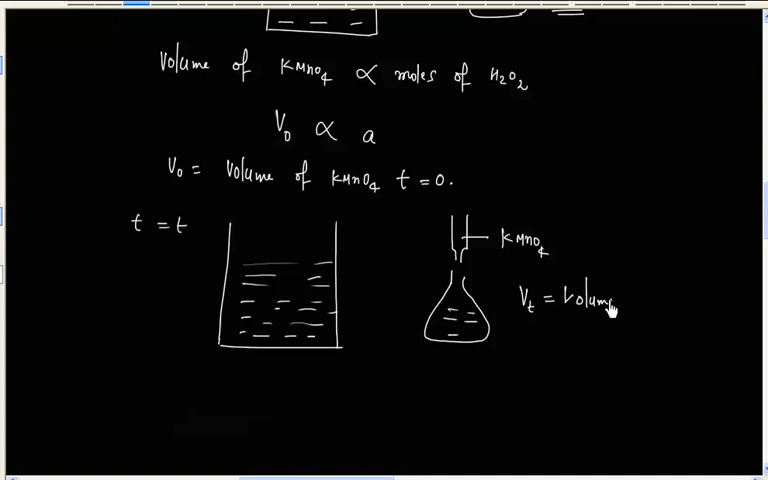 Volume of KMnO4 ∝ moles of H2O2
V0 ∝ a
V0 = Volume of KMnO4 t = 0.
t = t
KMnO4
Vt = Volume